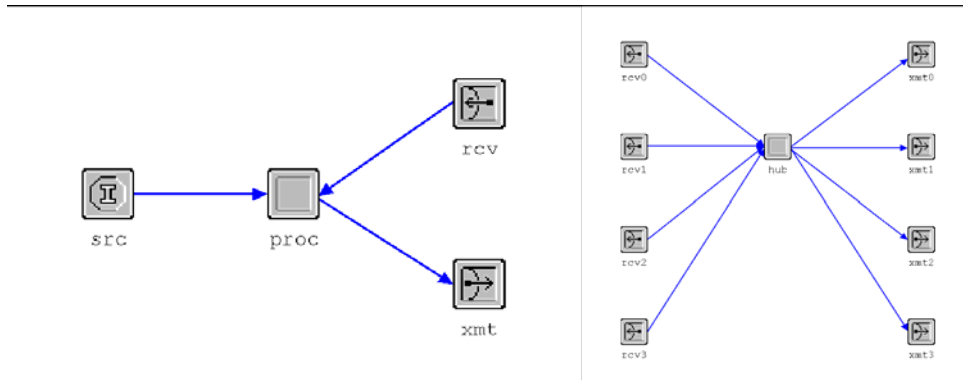 rcv
src
proc
xmt
rcv0
xmt0
rcv1
hub
xmt1
rcv2
xmt2
rcv3
xmt3